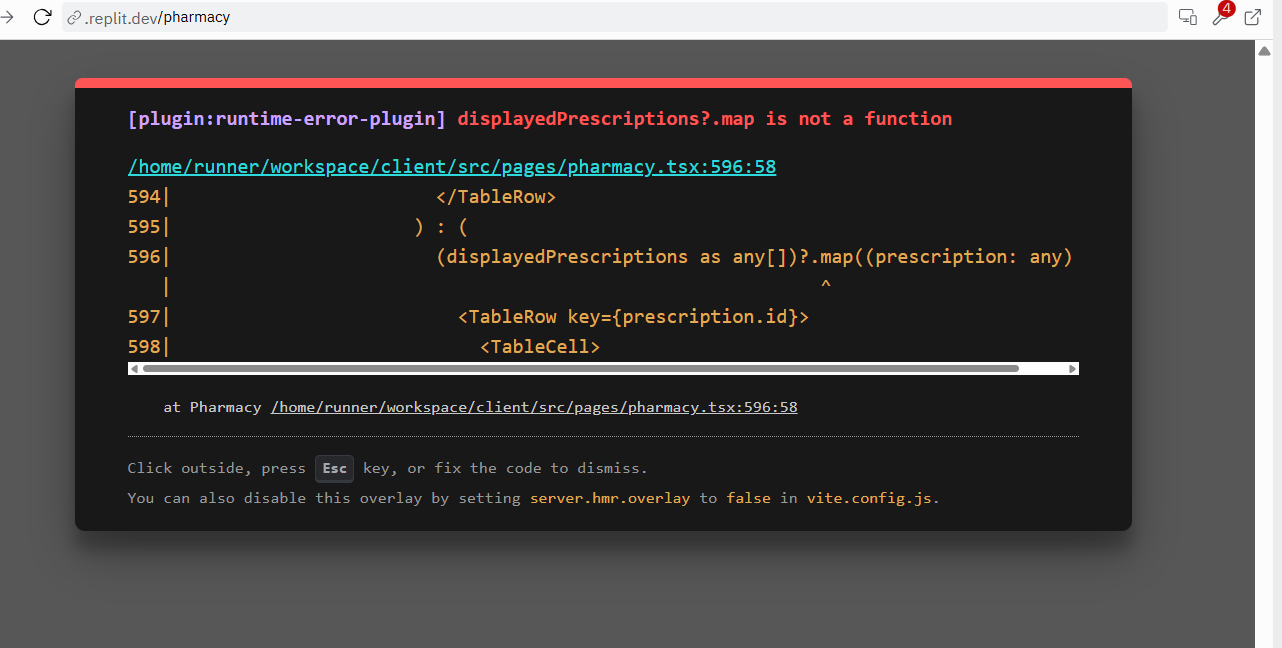 .replit.dev/pharmacy
4
[plugin:runtime-error-plugin] displayedPrescriptions?.map is not a function
/home/runner/workspace/client/src/pages/pharmacy.tsx:596:58
594|                        </TableRow>
595|                      ) : (
596|                        (displayedPrescriptions as any[])?.map((prescription: any)
   |                                                           ^
597|                          <TableRow key={prescription.id}>
598|                            <TableCell>
at Pharmacy /home/runner/workspace/client/src/pages/pharmacy.tsx:596:58
Click outside, press Esc key, or fix the code to dismiss.
You can also disable this overlay by setting server.hmr.overlay to false in vite.config.js.